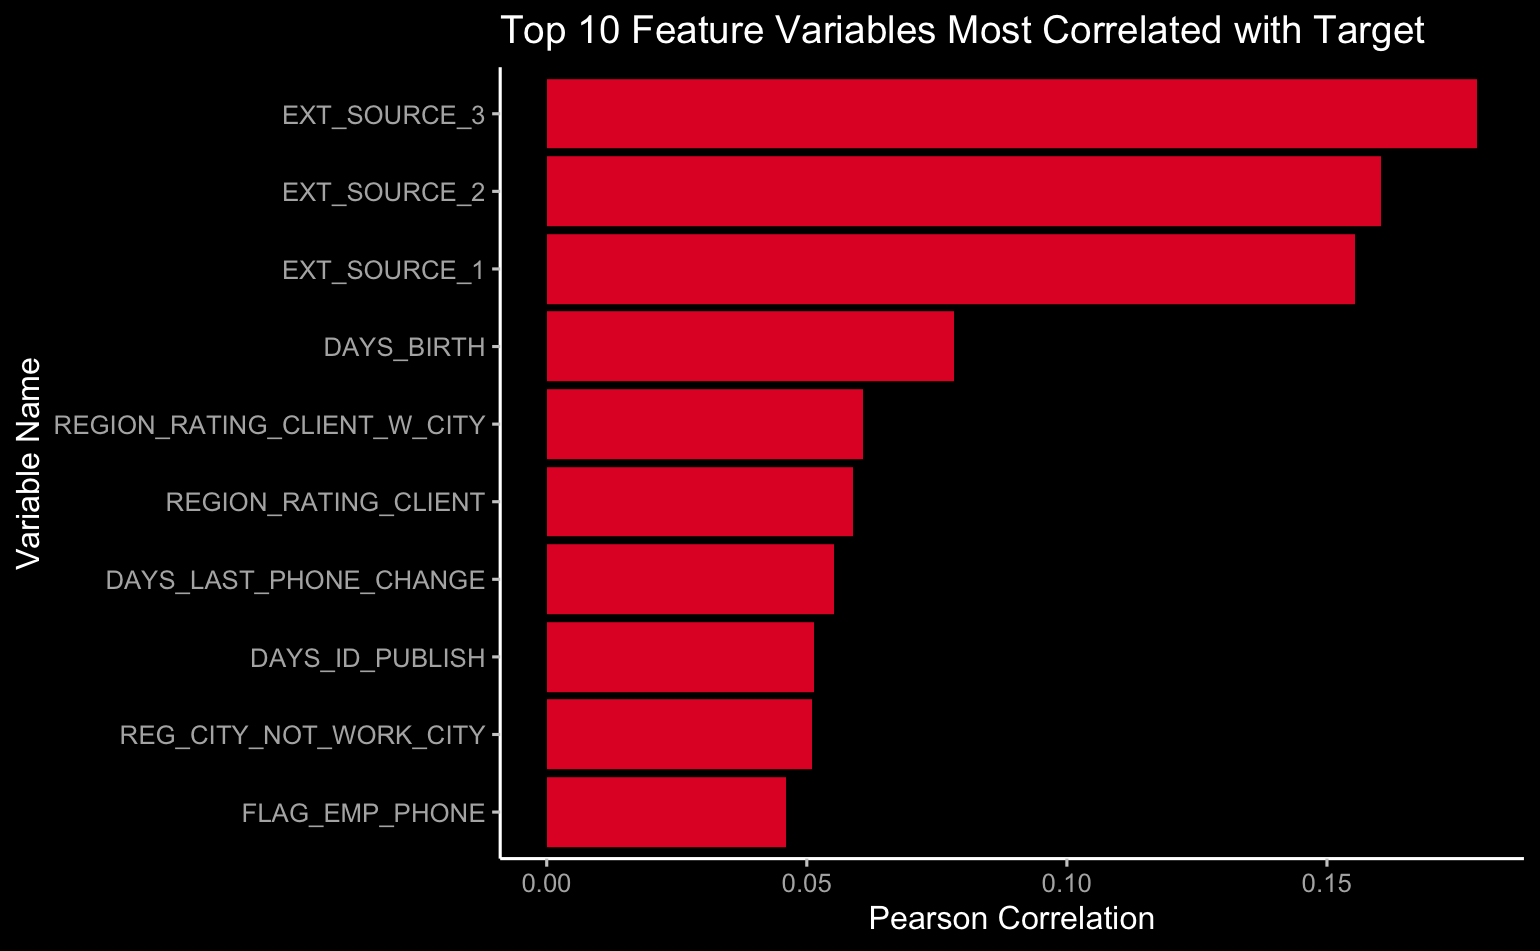 Top 10 Feature Variables Most Correlated with Target
Variable Name
EXT_SOURCE_3
EXT_SOURCE_2
EXT_SOURCE_1
DAYS_BIRTH
REGION_RATING_CLIENT_W_CITY
REGION_RATING_CLIENT
DAYS_LAST_PHONE_CHANGE
DAYS_ID_PUBLISH
REG_CITY_NOT_WORK_CITY
FLAG_EMP_PHONE
0.00 0.05 0.10 0.15
Pearson Correlation